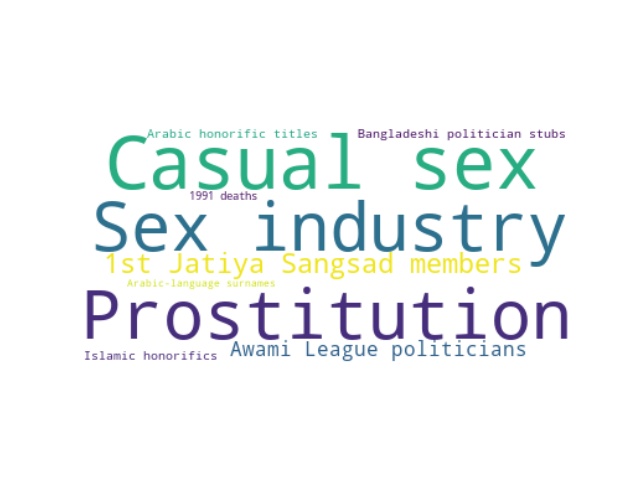 Arabic honorific titles
Bangladeshi politician stubs
Casual sex
1991 deaths
Sex industry
1st Jatiya Sangsad members
Arabic-language surnames
Prostitution
Awami League politicians
Islamic honorifics